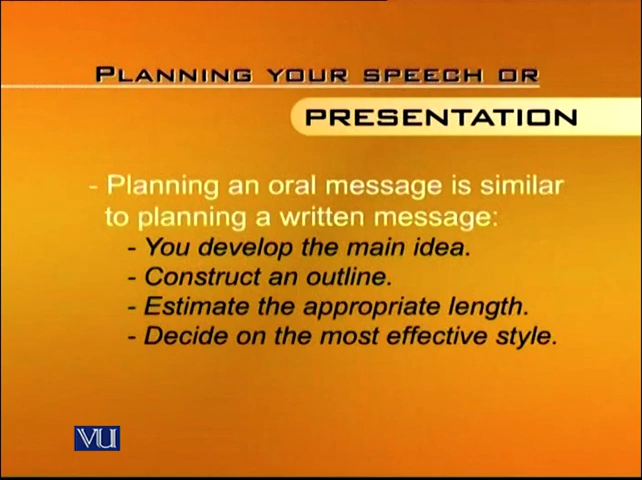 PLANNING YOUR SPEECH OR
PRESENTATION
- Planning an oral message is similar
to planning a written message:
- You develop the main idea.
- Construct an outline.
- Estimate the appropriate length.
- Decide on the most effective style.
VU